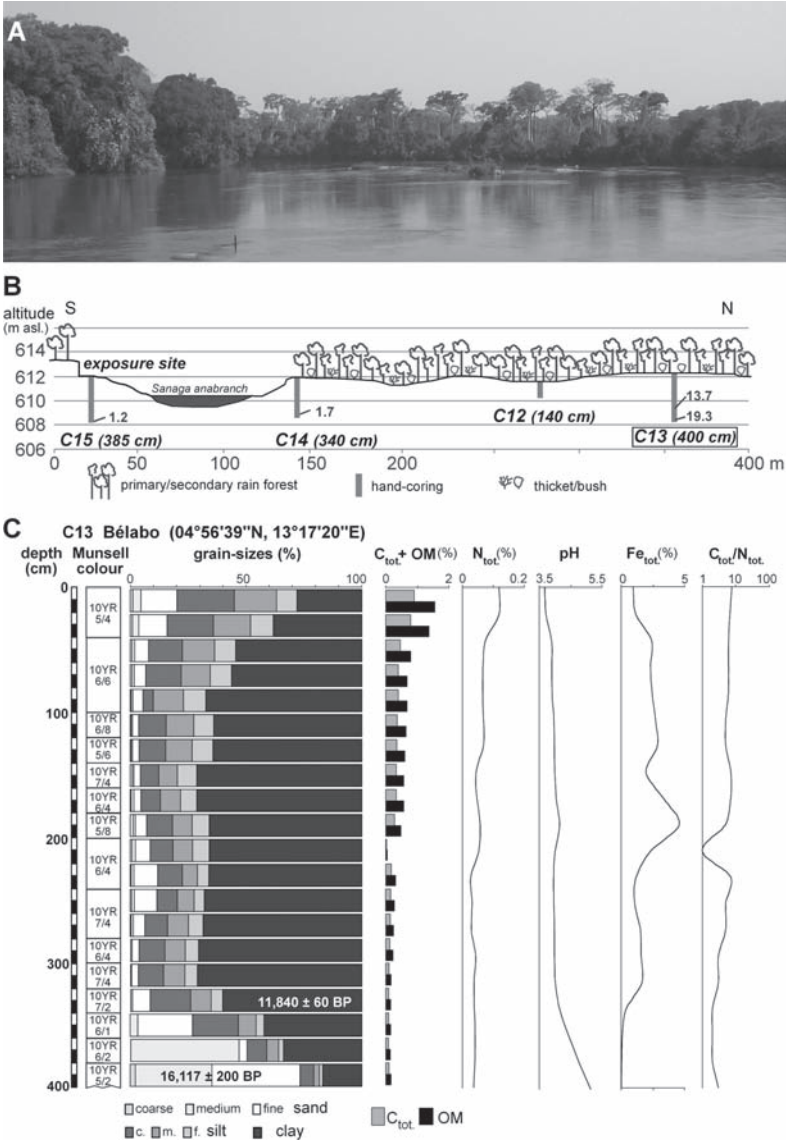 A
B
altitude
(m asl.)
S
N
614
612
610
608
606
exposure site
Sanaga anabranch
1.2
1.7
13.7
19.3
C15 (385 cm)
C14 (340 cm)
C12 (140 cm)
C13 (400 cm)
0 50 100 150 200 400 m
primary/secondary rain forest
hand-coring
thicket/bush
C
C13 Bélabo (04°56'39"N, 13°17'20"E)
depth (cm)
Munsell colour
grain-sizes (%)
Ctot.+ OM(%)
Ntot.(%)
pH
Fetot.(%)
Ctot./Ntot.
0 50 100
0 2
0 0.2
3.5 5.5
0 5
1 10 100
0
100
200
300
400
10YR 5/4
10YR 6/6
10YR 6/8
10YR 5/6
10YR 7/4
10YR 6/4
10YR 5/8
10YR 6/4
10YR 7/4
10YR 6/4
10YR 7/4
10YR 7/2
10YR 6/1
10YR 6/2
10YR 5/2
11,840 ± 60 BP
16,117 ± 200 BP
coarse medium fine sand
c. m. f. silt clay
Ctot. OM